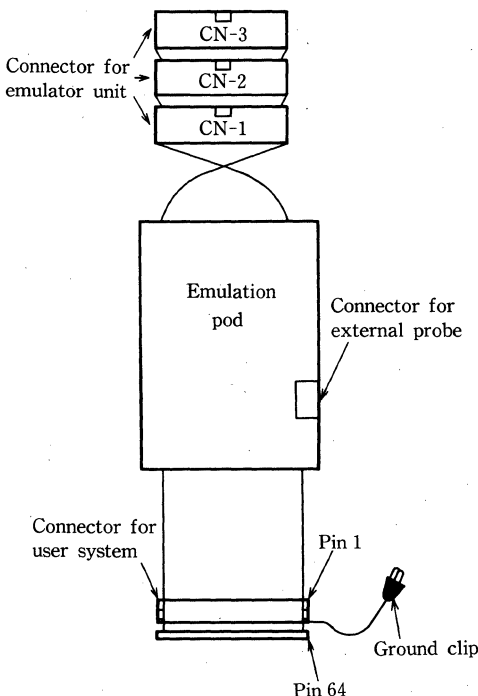 CN-3
Connector for
emulator unit
CN-2
CN-1
Emulation
pod
Connector for
external probe
Connector for
user system
Pin 1
Ground clip
Pin 64